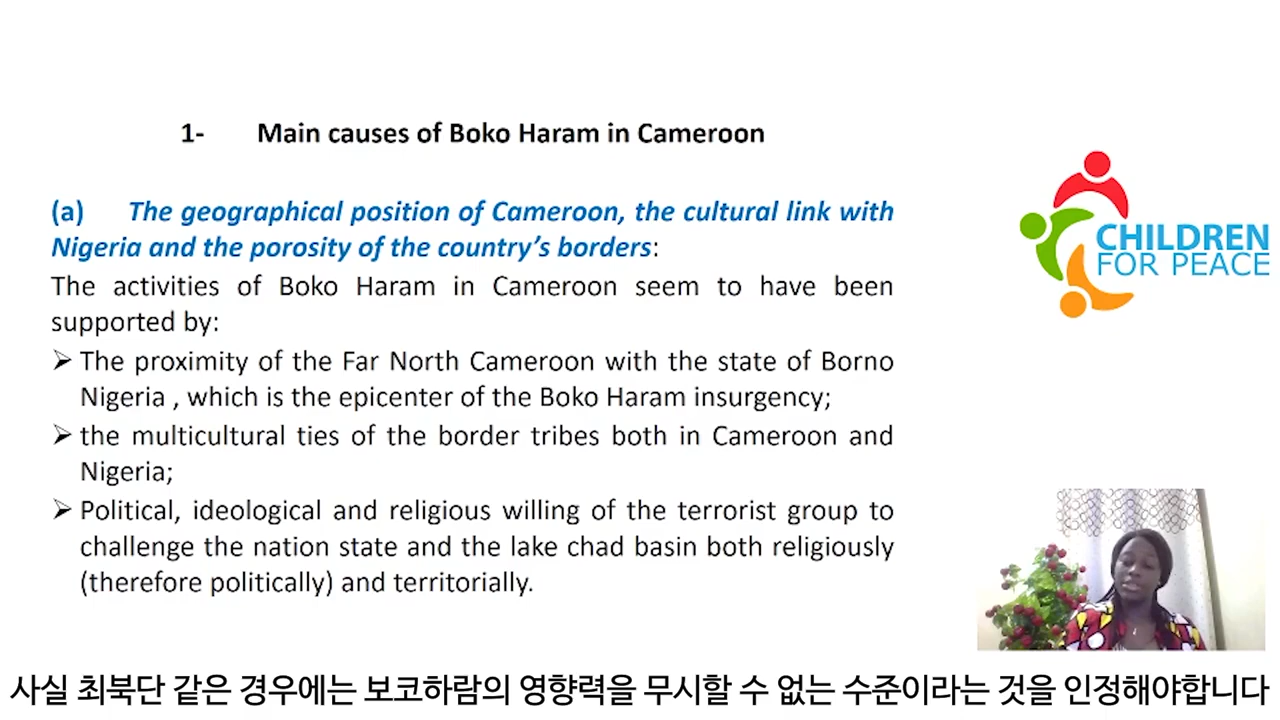 1- Main causes of Boko Haram in Cameroon
(a) The geographical position of Cameroon, the cultural link with
Nigeria and the porosity of the country's borders:
The activities of Boko Haram in Cameroon seem to have been
supported by:
➢ The proximity of the Far North Cameroon with the state of Borno
Nigeria , which is the epicenter of the Boko Haram insurgency;
➢ the multicultural ties of the border tribes both in Cameroon and
Nigeria;
➢ Political, ideological and religious willing of the terrorist group to
challenge the nation state and the lake chad basin both religiously
(therefore politically) and territorially.
CHILDREN
FOR PEACE
사실 최북단 같은 경우에는 보코하람의 영향력을 무시할 수 없는 수준이라는 것을 인정해야합니다